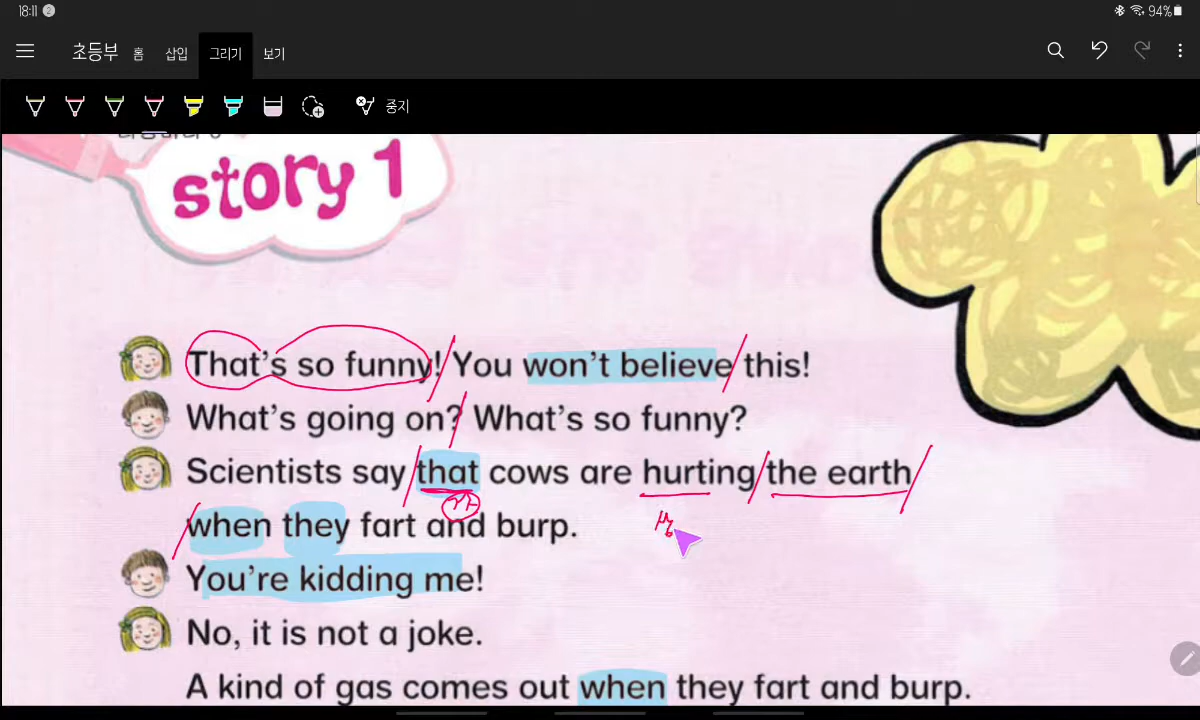 18:11 2 94%
초등부 홈 삽입 그리기 보기
중지
story 1
That's so funny! You won't believe this!
What's going on? What's so funny?
Scientists say that cows are hurting the earth
when they fart and burp.
You're kidding me!
No, it is not a joke.
A kind of gas comes out when they fart and burp.